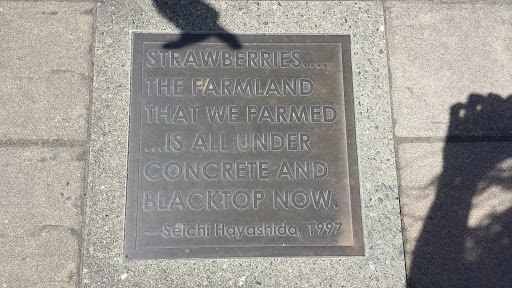 STRAWBERRIES....
THE FARMLAND
THAT WE FARMED
...IS ALL UNDER
CONCRETE AND
BLACKTOP NOW.
—Seichi Hayashida, 1997